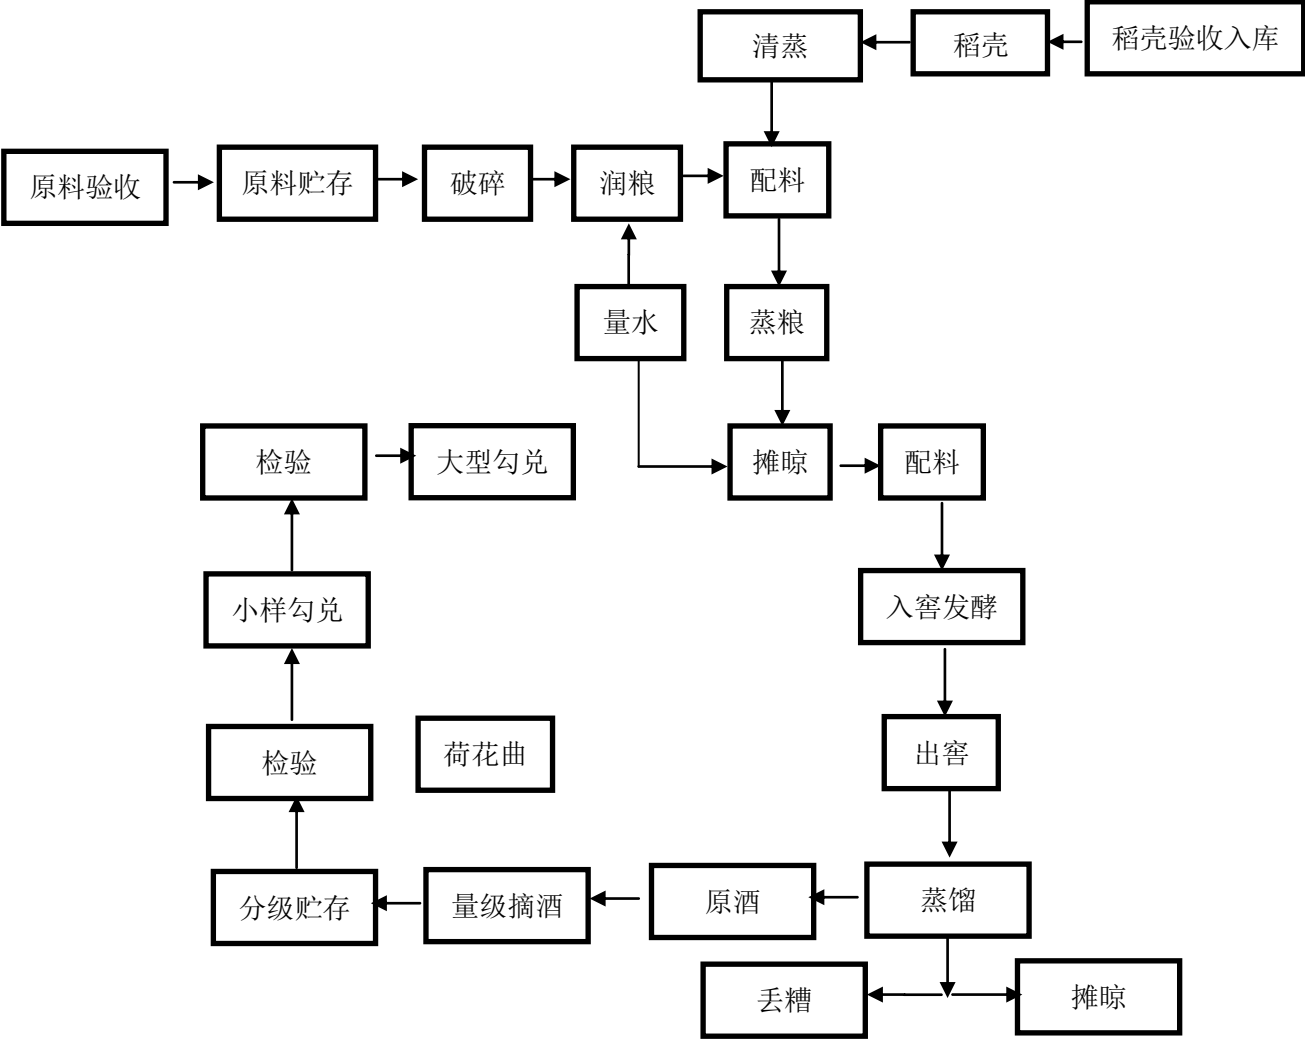 清蒸
稻壳
稻壳验收入库
原料验收
原料贮存
破碎
润粮
配料
量水
蒸粮
检验
大型勾兑
摊晾
配料
小样勾兑
入窖发酵
检验
荷花曲
出窖
分级贮存
量级摘酒
原酒
蒸馏
丢糟
摊晾